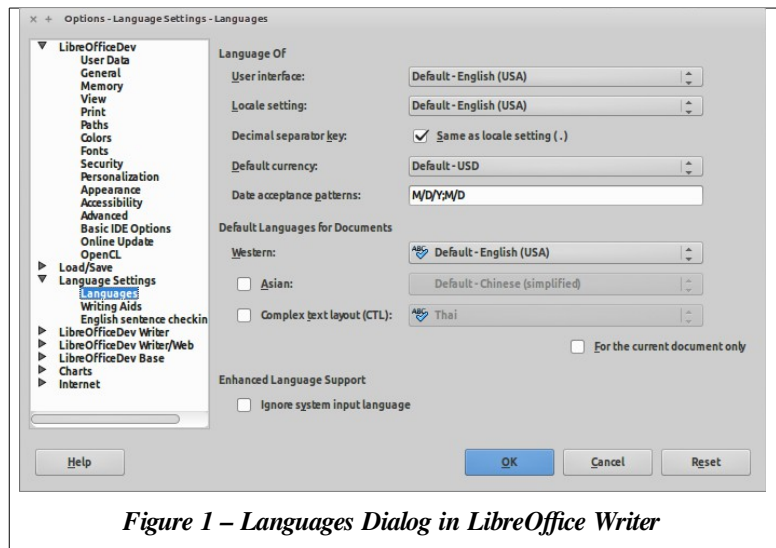 Options - Language Settings - Languages
LibreOfficeDev
User Data
General
Memory
View
Print
Paths
Colors
Fonts
Security
Personalization
Appearance
Accessibility
Advanced
Basic IDE Options
Online Update
OpenCL
Load/Save
Language Settings
Languages
Writing Aids
English sentence checkin
LibreOfficeDev Writer
LibreOfficeDev Writer/Web
LibreOfficeDev Base
Charts
Internet
Language Of
User interface: Default - English (USA)
Locale setting: Default - English (USA)
Decimal separator key: Same as locale setting ( . )
Default currency: Default - USD
Date acceptance patterns: M/D/Y;M/D
Default Languages for Documents
Western: ABC Default - English (USA)
Asian: Default - Chinese (simplified)
Complex text layout (CTL): ABC Thai
For the current document only
Enhanced Language Support
Ignore system input language
Help OK Cancel Reset
Figure 1 – Languages Dialog in LibreOffice Writer